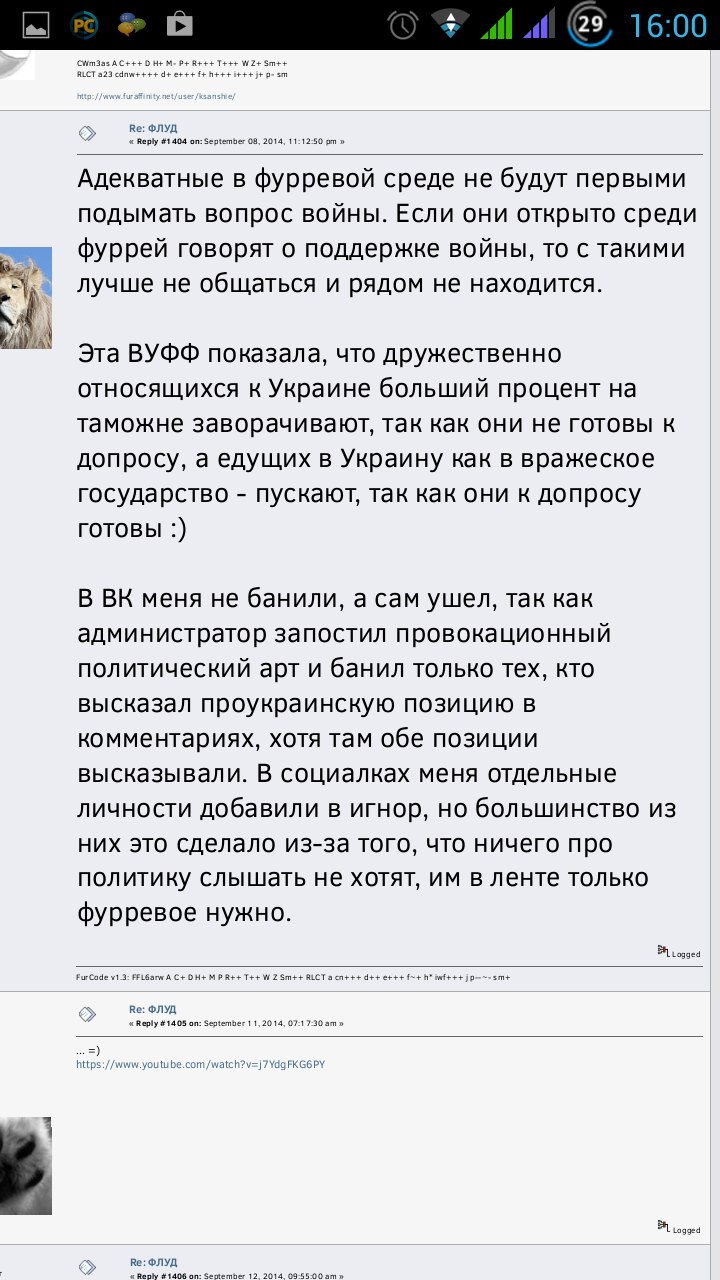 PC
29
16:00
CWm3as A C+++ D H+ M- P+ R+++ T+++ W Z+ Sm++
RLCT a23 cdnw++++ d+ e+++ f+ h+++ i+++ j+ p- sm
http://www.furaffinity.net/user/ksanshie/
Re: ФЛУД
« Reply #1404 on: September 08, 2014, 11:12:50 pm »
Адекватные в фурревой среде не будут первыми
подымать вопрос войны. Если они открыто среди
фуррей говорят о поддержке войны, то с такими
лучше не общаться и рядом не находится.
Эта ВУФФ показала, что дружественно
относящихся к Украине больший процент на
таможне заворачивают, так как они не готовы к
допросу, а едущих в Украину как в вражеское
государство - пускают, так как они к допросу
готовы :)
В ВК меня не банили, а сам ушел, так как
администратор запостил провокационный
политический арт и банил только тех, кто
высказал проукраинскую позицию в
комментариях, хотя там обе позиции
высказывали. В социалках меня отдельные
личности добавили в игнор, но большинство из
них это сделало из-за того, что ничего про
политику слышать не хотят, им в ленте только
фурревое нужно.
Logged
FurCode v1.3: FFL6arw A C+ D H+ M P R++ T++ W Z Sm++ RLCT a cn+++ d++ e+++ f~+ h* iwf+++ j p—~- sm+
Re: ФЛУД
« Reply #1405 on: September 11, 2014, 07:17:30 am »
... =)
https://www.youtube.com/watch?v=j7YdgFKG6PY
Logged
Re: ФЛУД
« Reply #1406 on: September 12, 2014, 09:55:00 am »